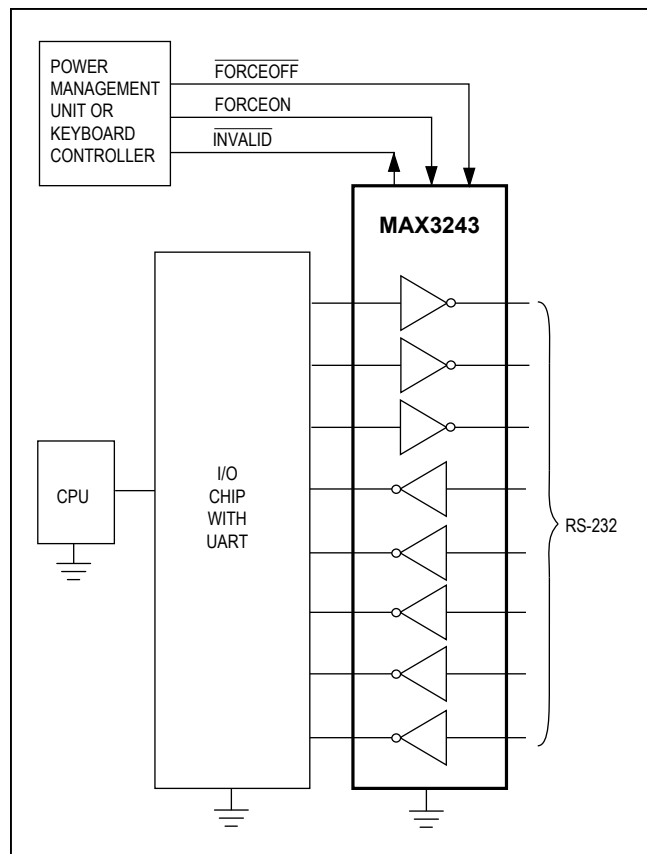 POWER
MANAGEMENT
UNIT OR
KEYBOARD
CONTROLLER
FORCEOFF
FORCEON
INVALID
MAX3243
CPU
I/O
CHIP
WITH
UART
RS-232